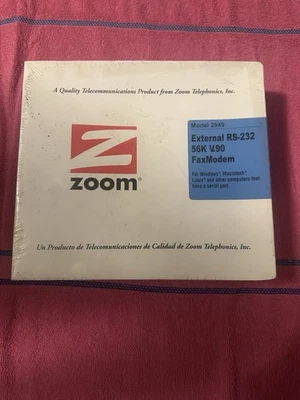 A Quality Telecommunications Product from Zoom Telephonics, Inc.
Model 2949
External RS-232
56K V.90
FaxModem
For Windows®, Macintosh®,
Linux® and other computers that
have a serial port.
Z
ZOOM®
Un Producto de Telecomunicaciones de Calidad de Zoom Telephonics, Inc.